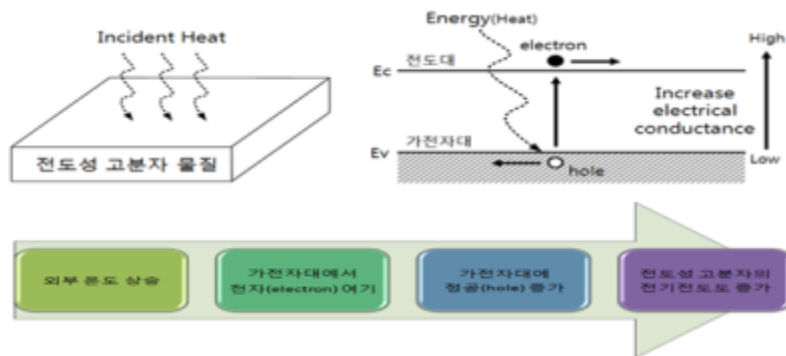 Incident Heat
전도성 고분자 물질
Energy(Heat)
electron
High
Ec
전도대
Increase
electrical
conductance
가전자대
Ev
Low
hole
외부 온도 상승
가전자대에서
전자(electron) 여기
가전자대에
정공(hole) 증가
전도성 고분자의
전기전도도 증가